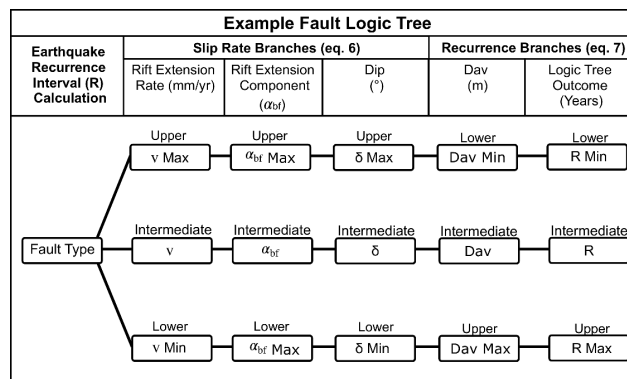 Example Fault Logic Tree
Earthquake
Recurrence
Interval (R)
Calculation
Slip Rate Branches (eq. 6)
Recurrence Branches (eq. 7)
Rift Extension
Rate (mm/yr)
Rift Extension
Component
(αbf)
Dip
(°)
Dav
(m)
Logic Tree
Outcome
(Years)
Upper
Upper
Upper
Lower
Lower
v Max
αbf Max
δ Max
Dav Min
R Min
Intermediate
Intermediate
Intermediate
Intermediate
Intermediate
Fault Type
v
αbf
δ
Dav
R
Lower
Lower
Lower
Upper
Upper
v Min
αbf Max
δ Min
Dav Max
R Max